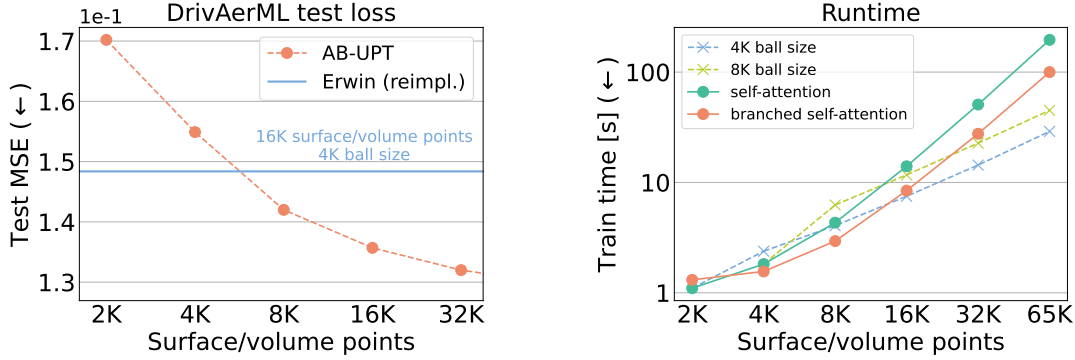 DrivAerML test loss
1e-1
1.7
1.6
1.5
1.4
1.3
Test MSE (←)
AB-UPT
Erwin (reimpl.)
16K surface/volume points
4K ball size
2K 4K 8K 16K 32K
Surface/volume points
Runtime
100
10
1
Train time [s] (←)
4K ball size
8K ball size
self-attention
branched self-attention
2K 4K 8K 16K 32K 65K
Surface/volume points